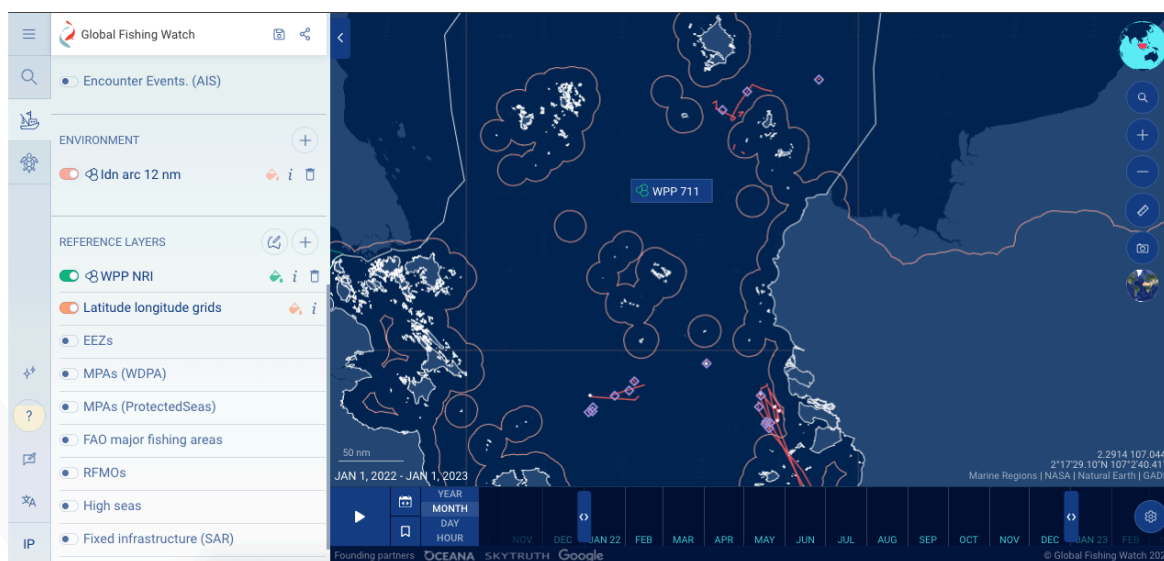 Global Fishing Watch
Encounter Events. (AIS)
ENVIRONMENT
Idn arc 12 nm
REFERENCE LAYERS
WPP NRI
Latitude longitude grids
EEZs
MPAs (WDPA)
MPAs (ProtectedSeas)
FAO major fishing areas
RFMOs
High seas
Fixed infrastructure (SAR)
?
IP
WPP 711
50 nm
JAN 1, 2022 - JAN 1, 2023
2.2914 107.044
2°17'29.10"N 107°2'40.41"
Marine Regions | NASA | Natural Earth | GAD
YEAR
MONTH
DAY
HOUR
NOV DEC JAN 22 FEB MAR APR MAY JUN JUL AUG SEP OCT NOV DEC JAN 23 FEB
Founding partners OCEANA SKYTRUTH Google
© Global Fishing Watch 202